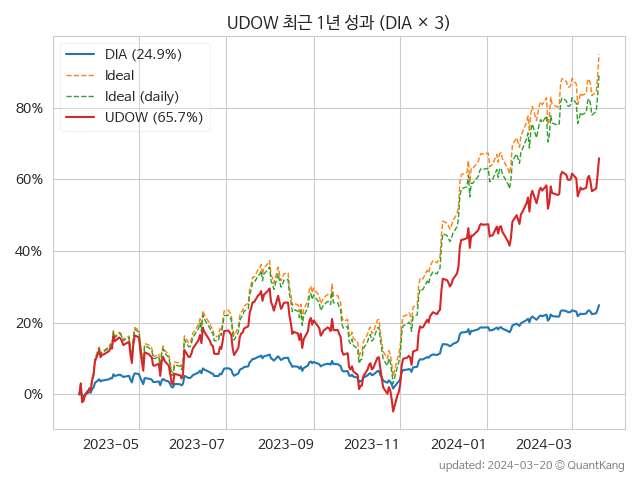 UDOW 최근 1년 성과 (DIA × 3)
DIA (24.9%)
Ideal
Ideal (daily)
UDOW (65.7%)
80%
60%
40%
20%
0%
2023-05 2023-07 2023-09 2023-11 2024-01 2024-03
updated: 2024-03-20 © QuantKang